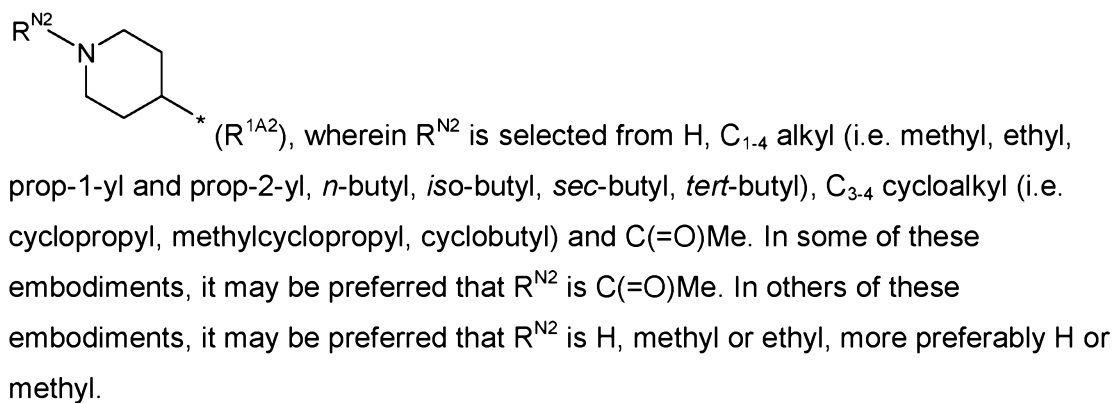 R^N2
N
* (R^1A2), wherein R^N2 is selected from H, C_1-4 alkyl (i.e. methyl, ethyl,
prop-1-yl and prop-2-yl, n-butyl, iso-butyl, sec-butyl, tert-butyl), C_3-4 cycloalkyl (i.e.
cyclopropyl, methylcyclopropyl, cyclobutyl) and C(=O)Me. In some of these
embodiments, it may be preferred that R^N2 is C(=O)Me. In others of these
embodiments, it may be preferred that R^N2 is H, methyl or ethyl, more preferably H or
methyl.